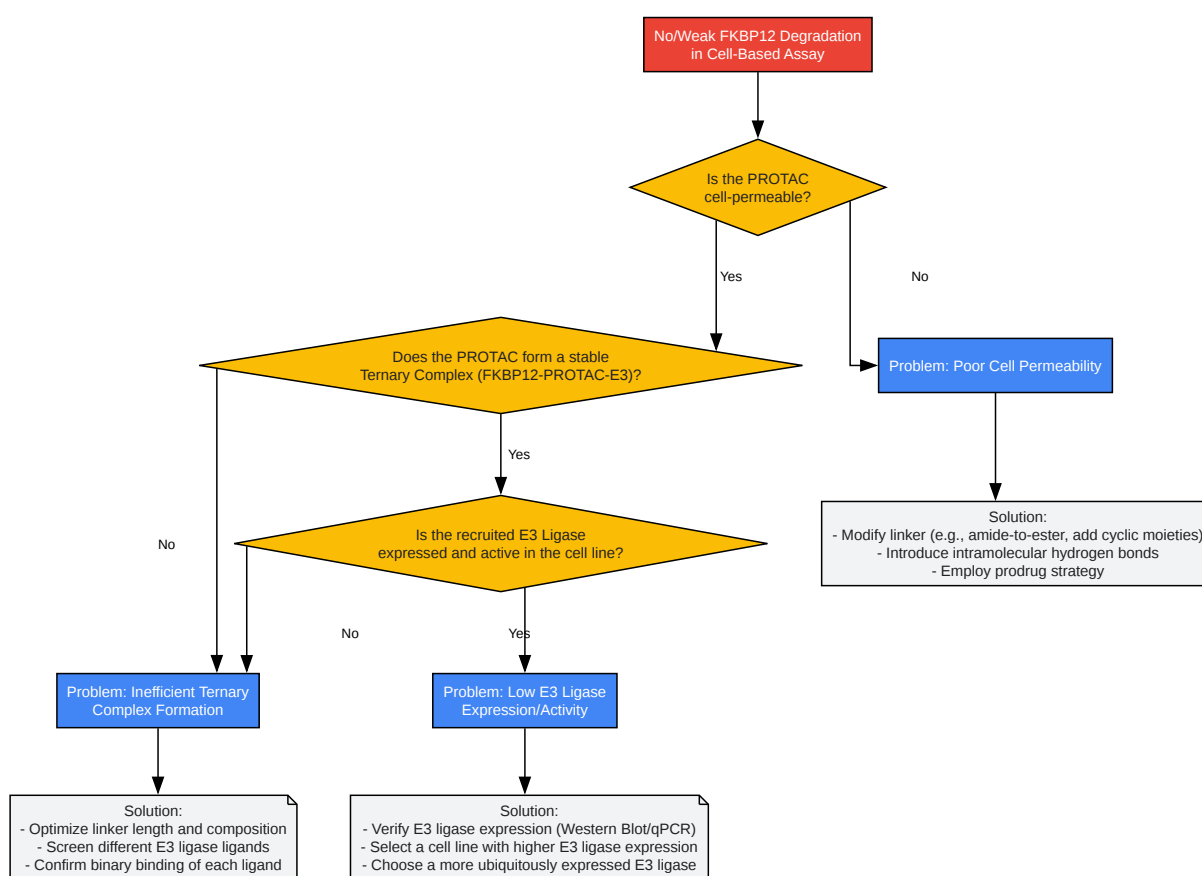 No/Weak FKBP12 Degradation
in Cell-Based Assay
Is the PROTAC
cell-permeable?
Yes
No
Does the PROTAC form a stable
Ternary Complex (FKBP12-PROTAC-E3)?
Problem: Poor Cell Permeability
Yes
Solution:
- Modify linker (e.g., amide-to-ester, add cyclic moieties)
- Introduce intramolecular hydrogen bonds
- Employ prodrug strategy
Is the recruited E3 Ligase
expressed and active in the cell line?
No
No
Yes
Problem: Inefficient Ternary
Complex Formation
Problem: Low E3 Ligase
Expression/Activity
Solution:
- Optimize linker length and composition
- Screen different E3 ligase ligands
- Confirm binary binding of each ligand
Solution:
- Verify E3 ligase expression (Western Blot/qPCR)
- Select a cell line with higher E3 ligase expression
- Choose a more ubiquitously expressed E3 ligase